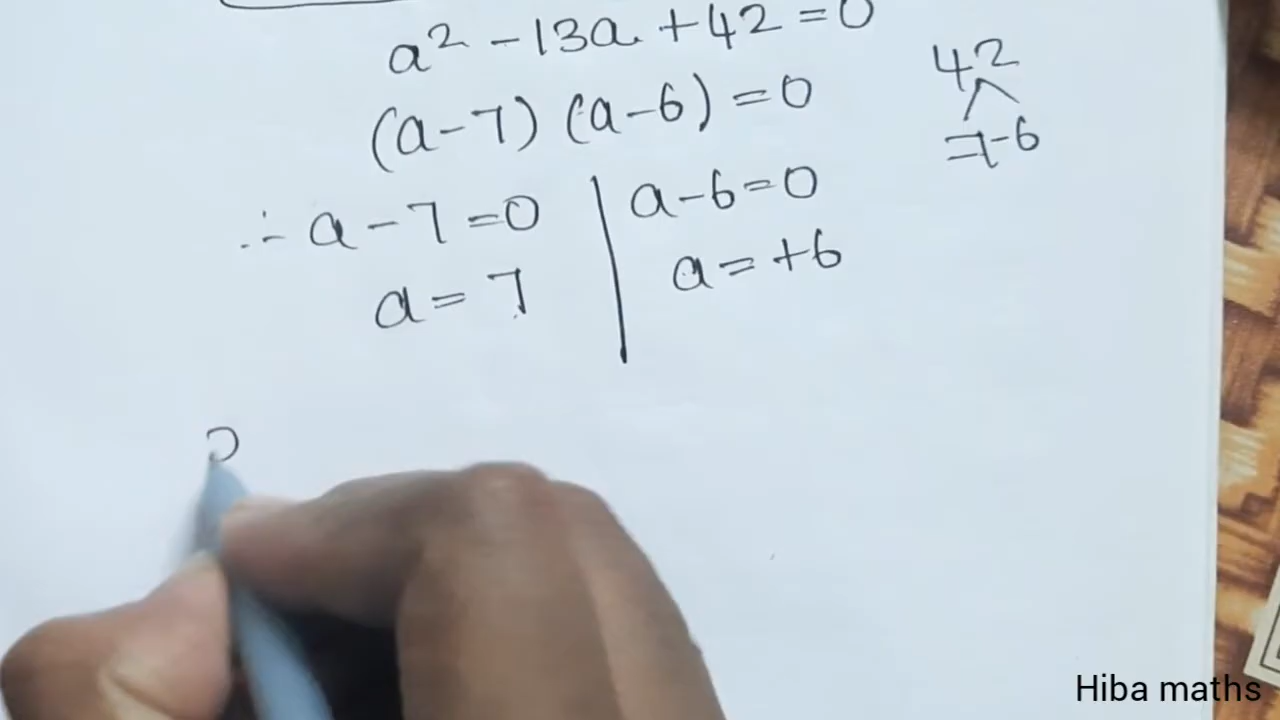 a² - 13a + 42 = 0
(a - 7) (a - 6) = 0
∴ a - 7 = 0
a = 7
a - 6 = 0
a = +6
42
-7 -6
Hiba maths